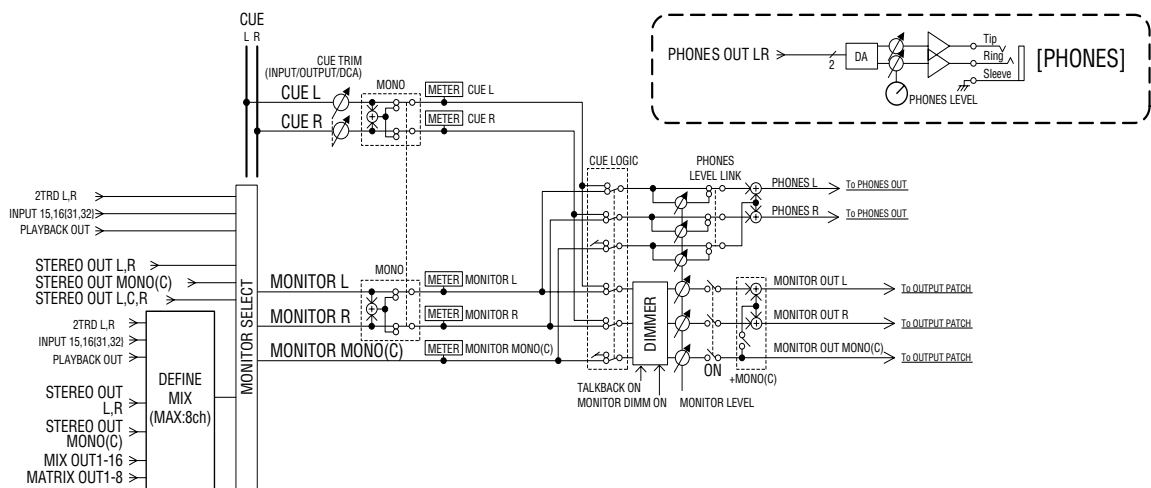 CUE
L R
CUE TRIM
(INPUT/OUTPUT/DCA)
CUE L
CUE R
MONO
METER CUE L
METER CUE R
PHONES OUT LR
2
DA
Tip
Ring
Sleeve
PHONES LEVEL
[PHONES]
2TRD L,R
INPUT 15,16(31,32)
PLAYBACK OUT
STEREO OUT L,R
STEREO OUT MONO(C)
STEREO OUT L,C,R
2TRD L,R
INPUT 15,16(31,32)
PLAYBACK OUT
STEREO OUT
L,R
STEREO OUT
MONO(C)
MIX OUT1-16
MATRIX OUT1-8
DEFINE
MIX
(MAX:8ch)
MONITOR SELECT
MONITOR L
MONITOR R
MONITOR MONO(C)
MONO
METER MONITOR L
METER MONITOR R
METER MONITOR MONO(C)
CUE LOGIC
PHONES
LEVEL LINK
PHONES L
To PHONES OUT
PHONES R
To PHONES OUT
DIMMER
TALKBACK ON
MONITOR DIMM ON
MONITOR LEVEL
ON
+MONO(C)
MONITOR OUT L
To OUTPUT PATCH
MONITOR OUT R
To OUTPUT PATCH
MONITOR OUT MONO(C)
To OUTPUT PATCH